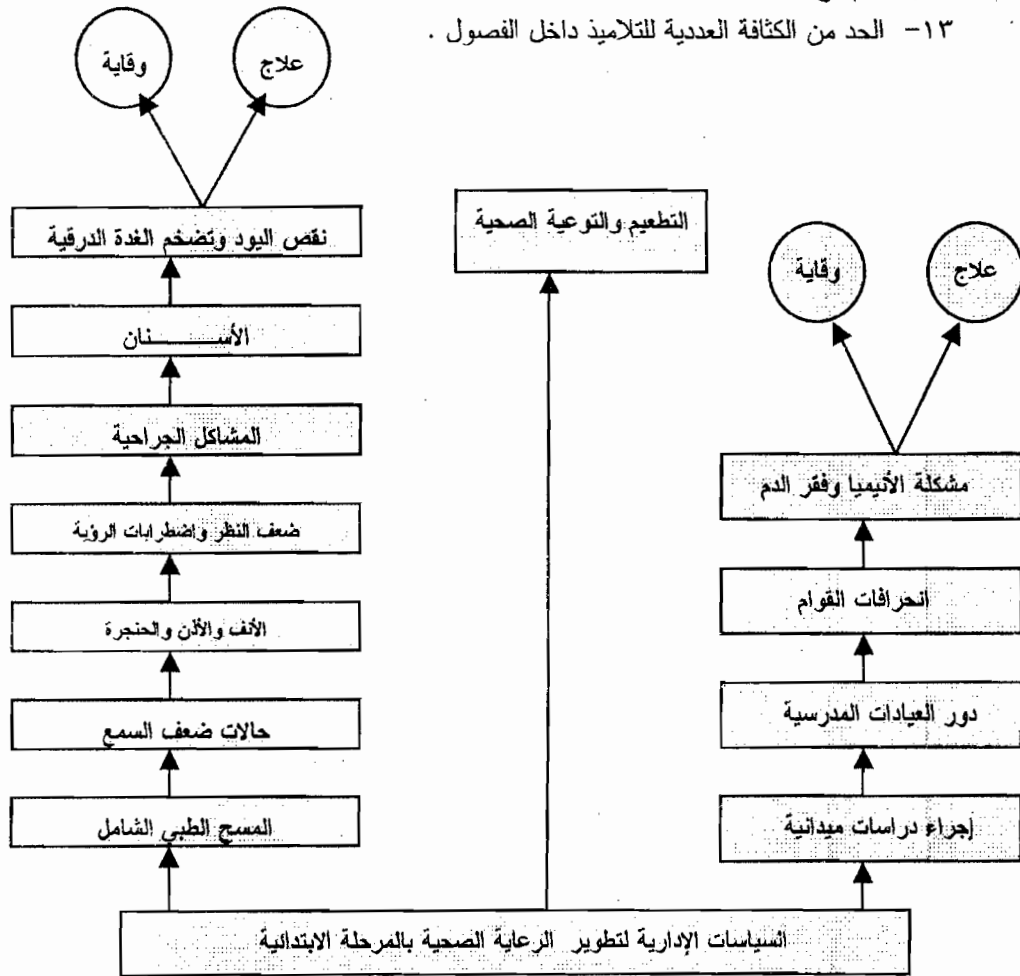 ١٣- الحد من الكثافة العددية للتلاميذ داخل الفصول .
علاج
وقاية
نقص اليود وتضخم الغدة الدرقية
الأســـــــنان
المشاكل الجراحية
ضعف النظر واضطرابات الرؤية
الأنف والأذن والحنجرة
حالات ضعف السمع
المسح الطبى الشامل
التطعيم والتوعية الصحية
علاج
وقاية
مشكلة الأنيميا وفقر الدم
انحرافات القوام
دور العيادات المدرسية
إجراء دراسات ميدانية
السياسات الإدارية لتطوير الرعاية الصحية بالمرحلة الابتدائية